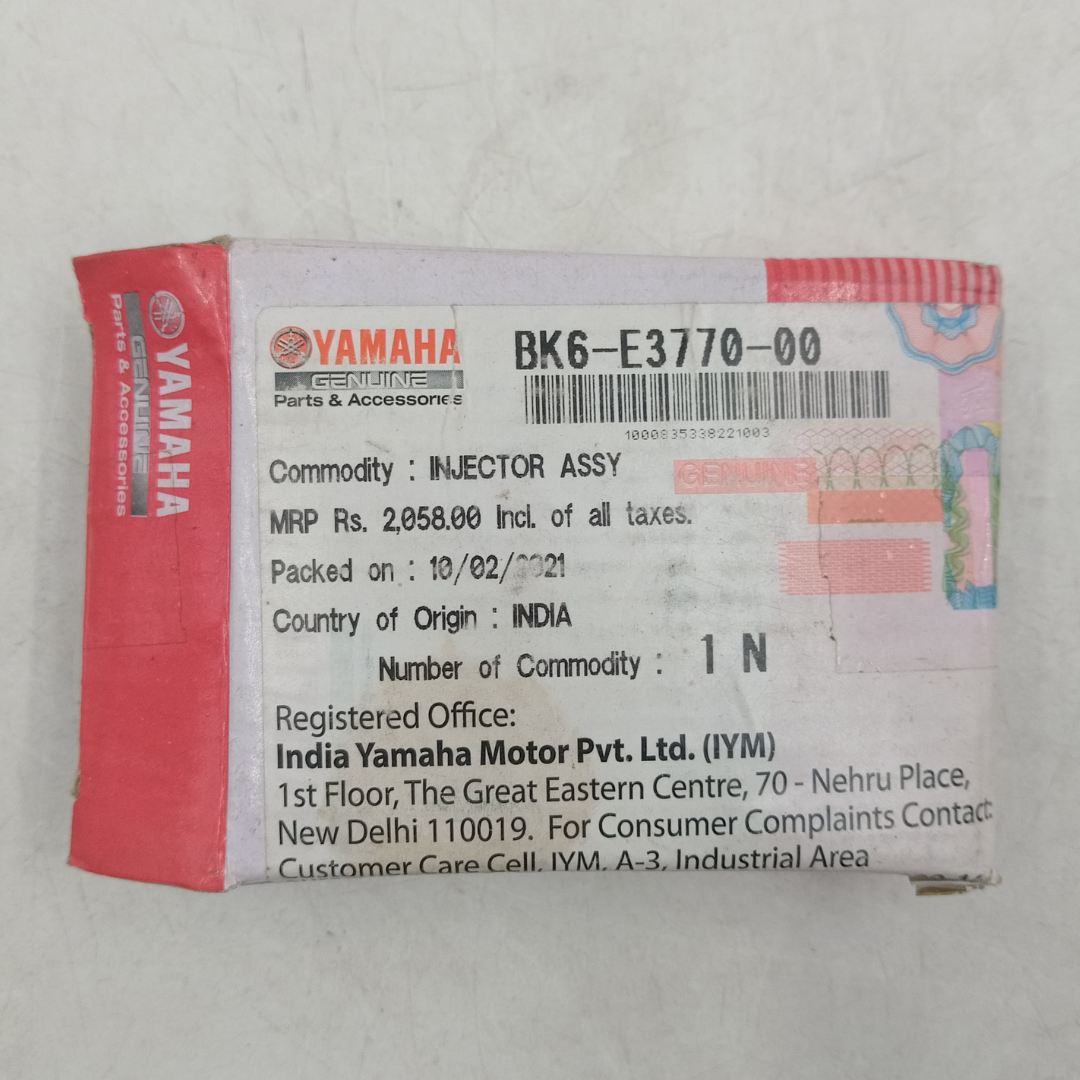 YAMAHA
GENUINE
Parts & Accessories
YAMAHA
GENUINE
Parts & Accessories
BK6-E3770-00
1000835338221003
Commodity : INJECTOR ASSY
GENUINE
MRP Rs. 2,058.00 Incl. of all taxes.
Packed on : 10/02/2021
Country of Origin : INDIA
Number of Commodity : 1 N
Registered Office:
India Yamaha Motor Pvt. Ltd. (IYM)
1st Floor, The Great Eastern Centre, 70 - Nehru Place,
New Delhi 110019. For Consumer Complaints Contact:
Customer Care Cell, IYM, A-3, Industrial Area